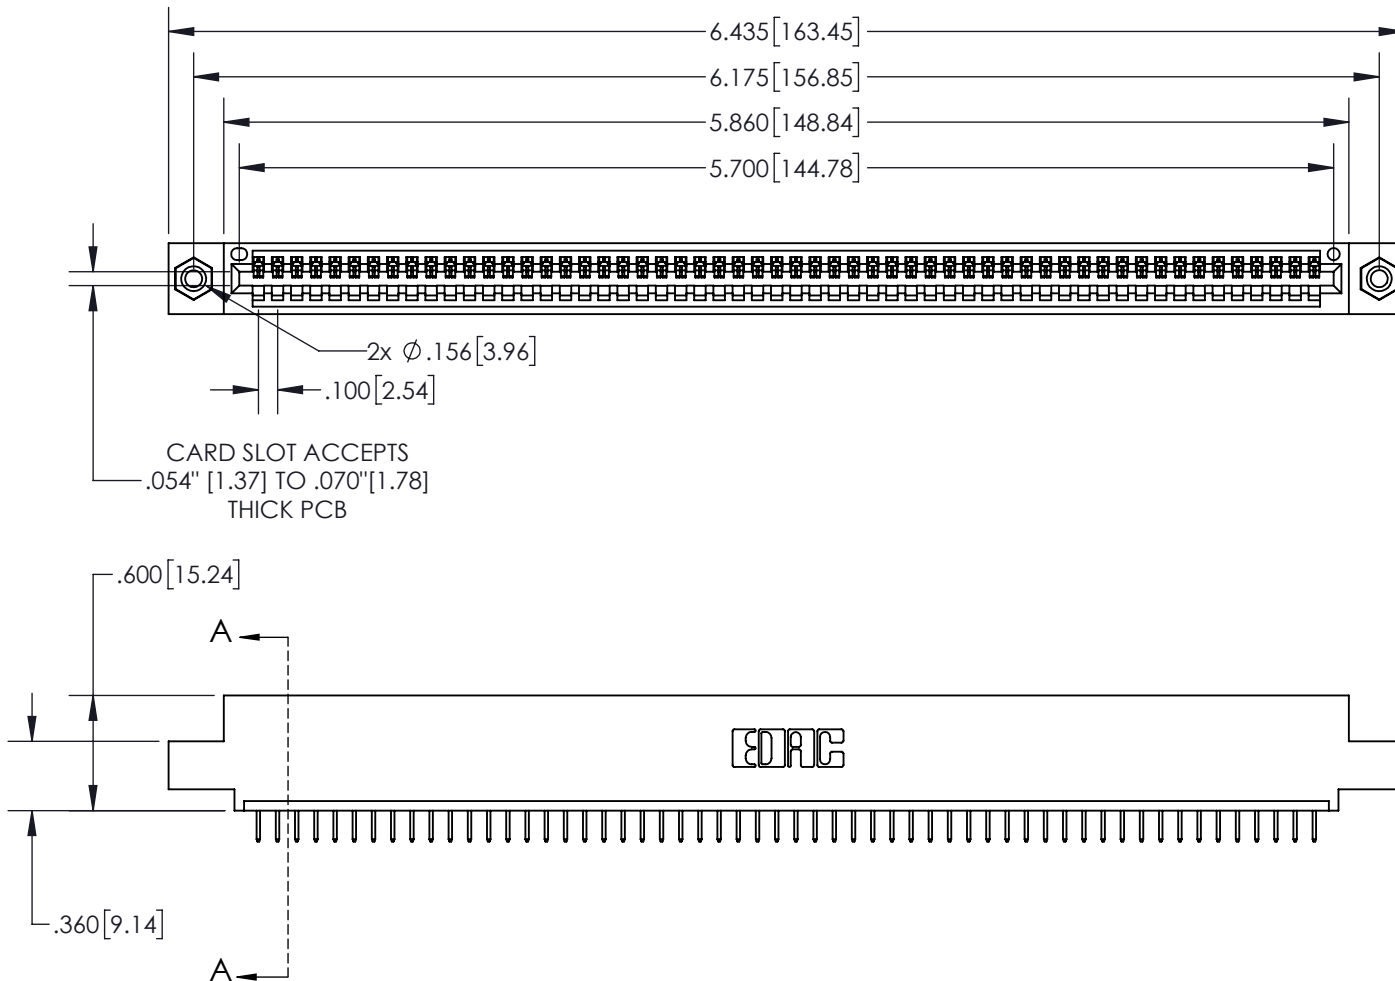 6.435[163.45]
6.175[156.85]
5.860[148.84]
5.700[144.78]
2x Ø.156[3.96]
.100[2.54]
CARD SLOT ACCEPTS
.054" [1.37] TO .070"[1.78]
THICK PCB
.600[15.24]
A
EDAC
.360[9.14]
A